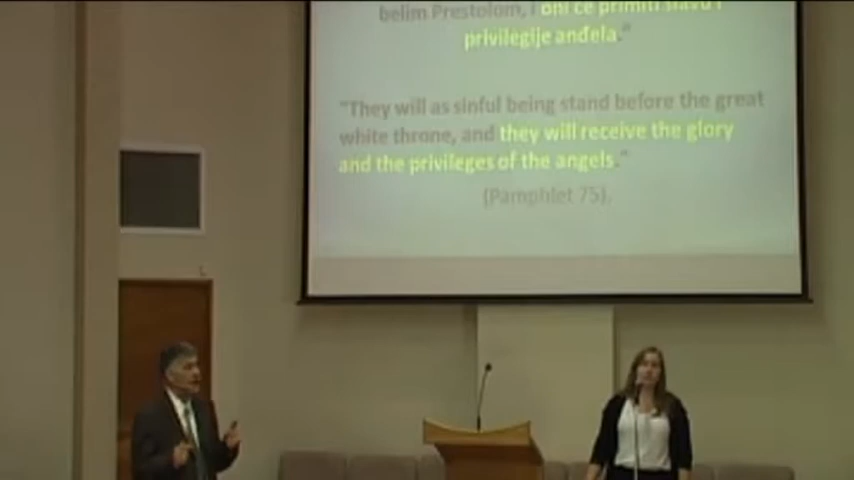 belim Prestolom, i oni će primiti slavu i
privilegije anđela."
"They will as sinful being stand before the great
white throne, and they will receive the glory
and the privileges of the angels."
(Pamphlet 75).